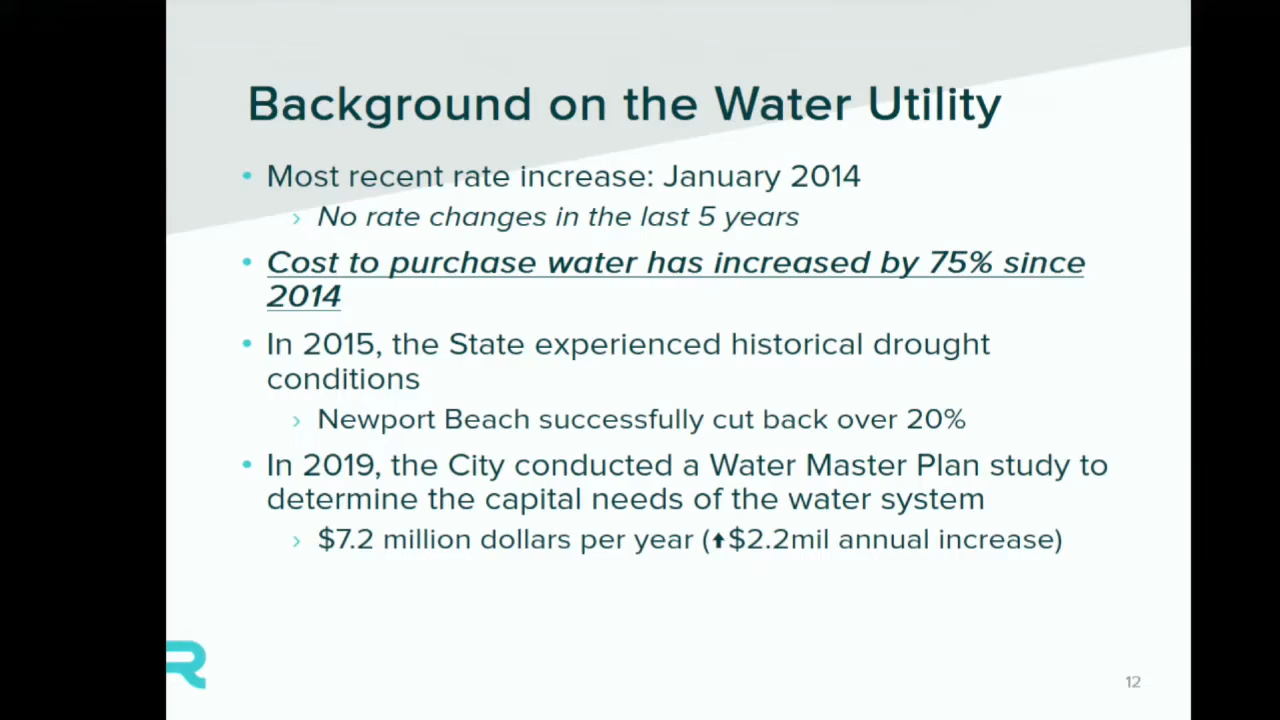 Background on the Water Utility
• Most recent rate increase: January 2014
› No rate changes in the last 5 years
• Cost to purchase water has increased by 75% since
2014
• In 2015, the State experienced historical drought
conditions
› Newport Beach successfully cut back over 20%
• In 2019, the City conducted a Water Master Plan study to
determine the capital needs of the water system
› $7.2 million dollars per year (⬆$2.2mil annual increase)
R
12